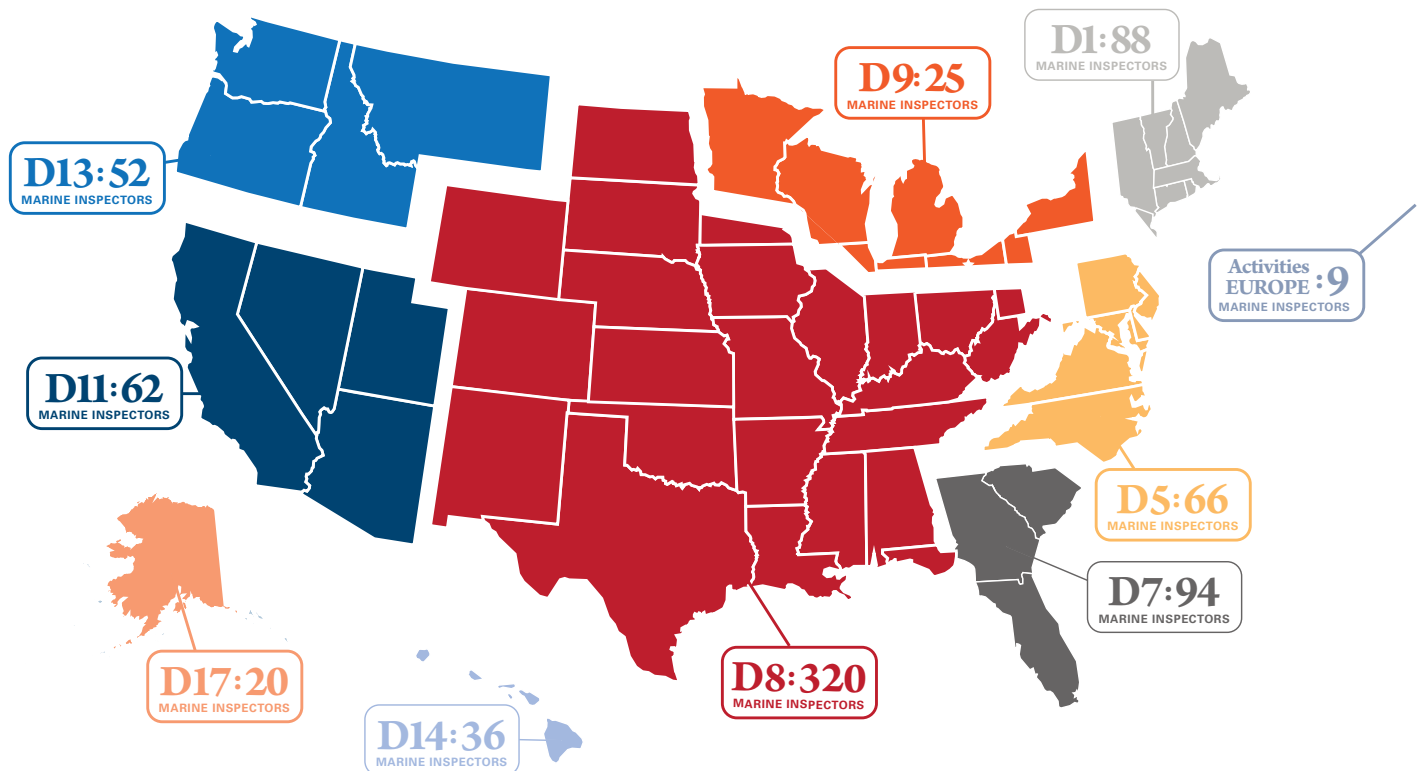 D1:88
MARINE INSPECTORS
D9:25
MARINE INSPECTORS
D13:52
MARINE INSPECTORS
Activities
EUROPE :9
MARINE INSPECTORS
D11:62
MARINE INSPECTORS
D5:66
MARINE INSPECTORS
D7:94
MARINE INSPECTORS
D17:20
MARINE INSPECTORS
D8:320
MARINE INSPECTORS
D14:36
MARINE INSPECTORS